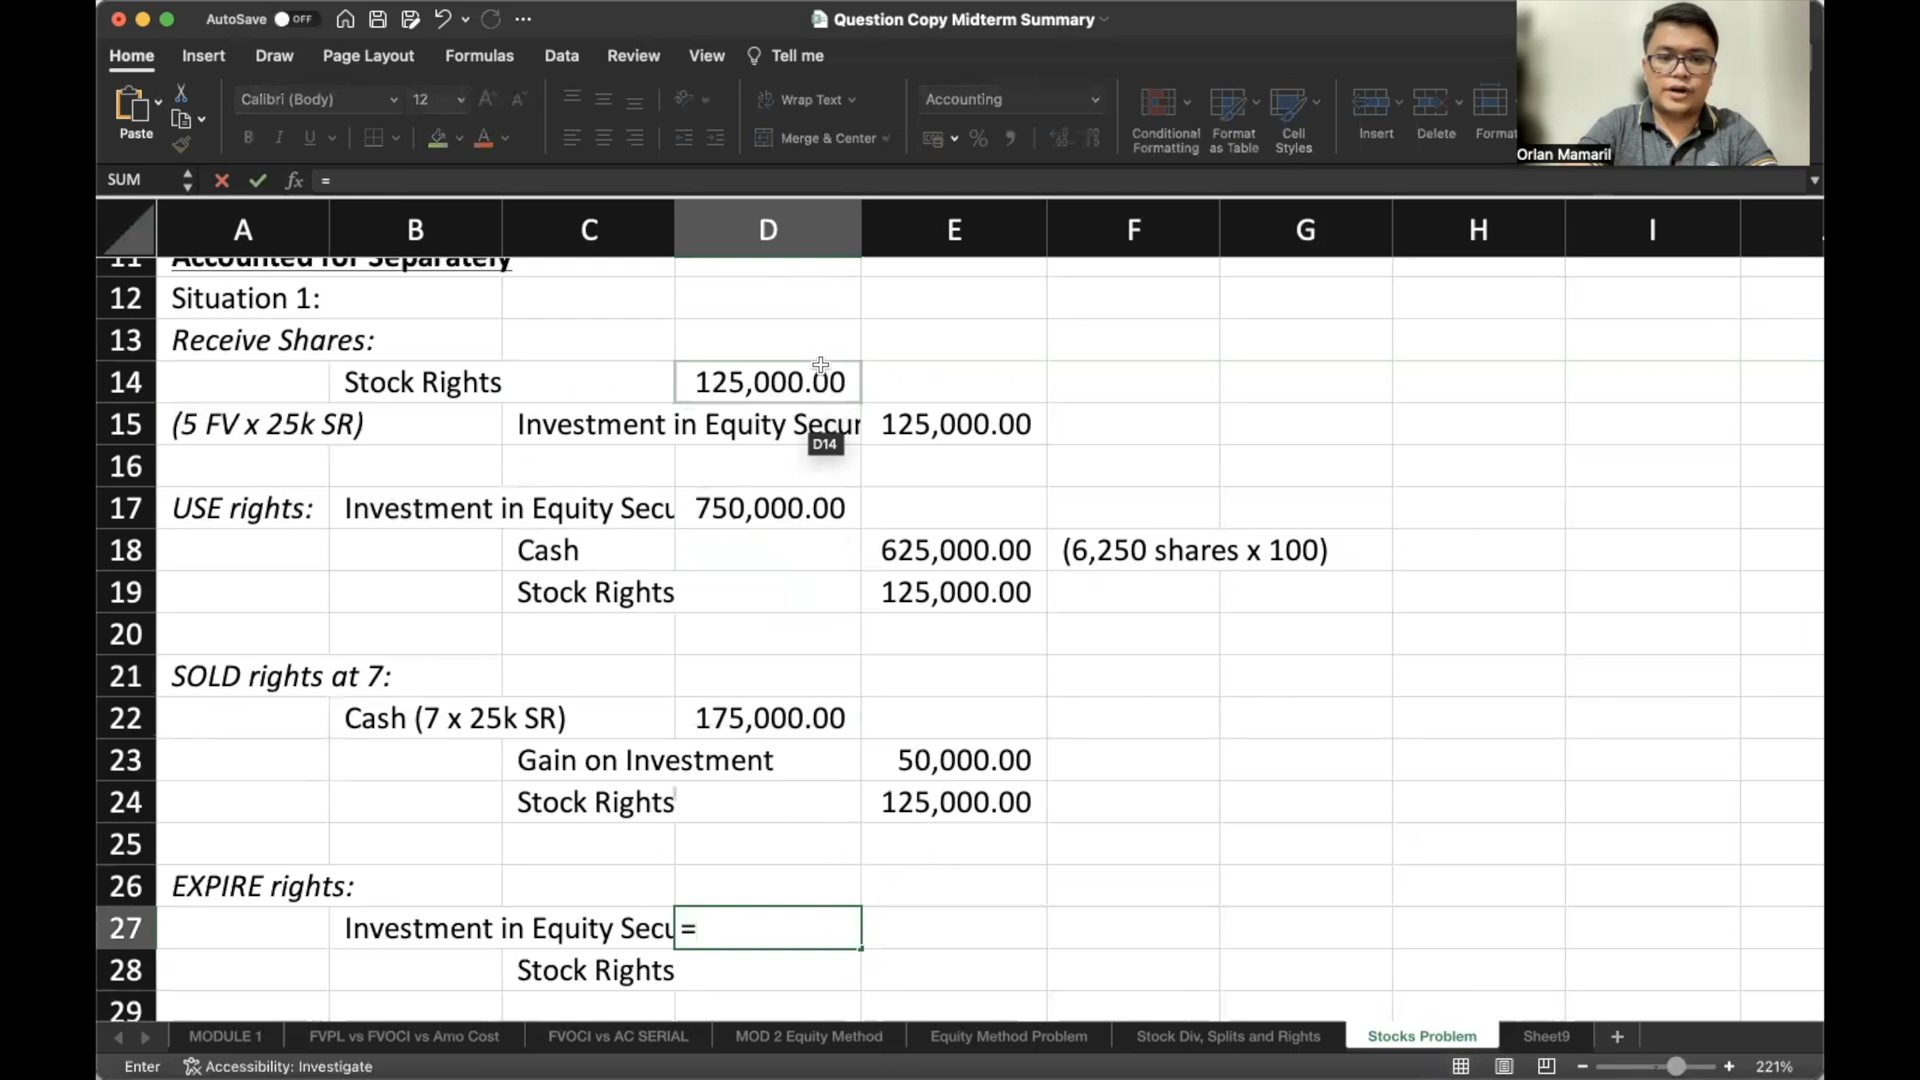 AutoSave OFF
Question Copy Midterm Summary
Home Insert Draw Page Layout Formulas Data Review View Tell me
Paste
Calibri (Body) 12
B I U
Wrap Text
Merge & Center
Accounting
Conditional Formatting
Format as Table
Cell Styles
Insert
Delete
Format
Orlan Mamaril
SUM fx =
A B C D E F G H I
11 Accounted for Separately
12 Situation 1:
13 Receive Shares:
14 Stock Rights 125,000.00
15 (5 FV x 25k SR) Investment in Equity Secur 125,000.00
D14
16
17 USE rights: Investment in Equity Secu 750,000.00
18 Cash 625,000.00 (6,250 shares x 100)
19 Stock Rights 125,000.00
20
21 SOLD rights at 7:
22 Cash (7 x 25k SR) 175,000.00
23 Gain on Investment 50,000.00
24 Stock Rights 125,000.00
25
26 EXPIRE rights:
27 Investment in Equity Secu =
28 Stock Rights
29
MODULE 1 FVPL vs FVOCI vs Amo Cost FVOCI vs AC SERIAL MOD 2 Equity Method Equity Method Problem Stock Div, Splits and Rights Stocks Problem Sheet9 +
Enter Accessibility: Investigate 221%